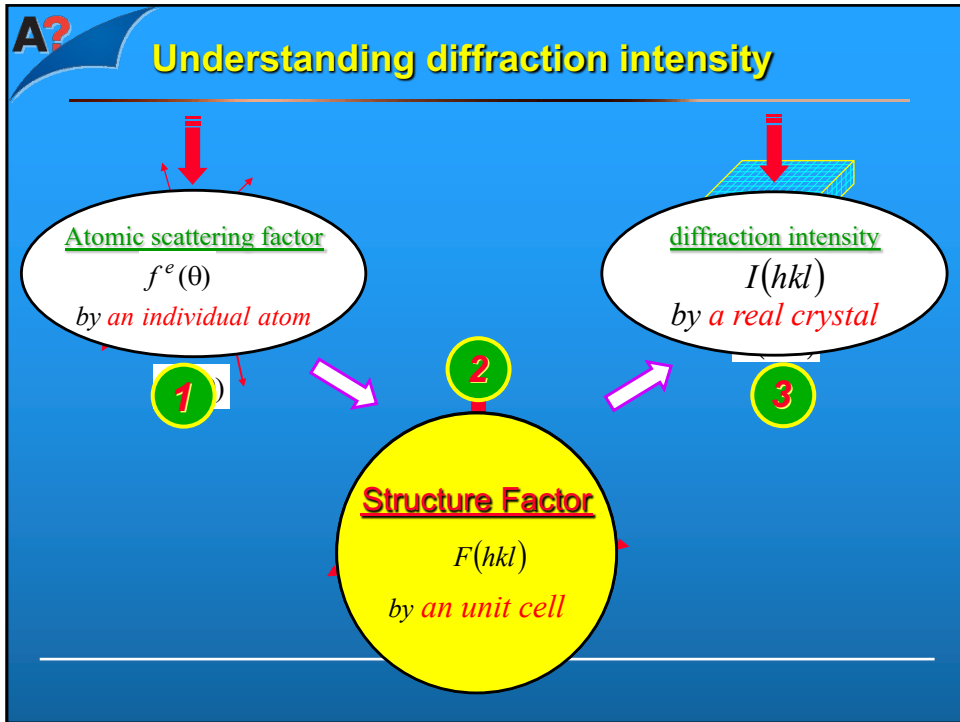 A?
Understanding diffraction intensity
Atomic scattering factor
f^e(θ)
by an individual atom
1
)
2
Structure Factor
F(hkl)
by an unit cell
diffraction intensity
I(hkl)
by a real crystal
3